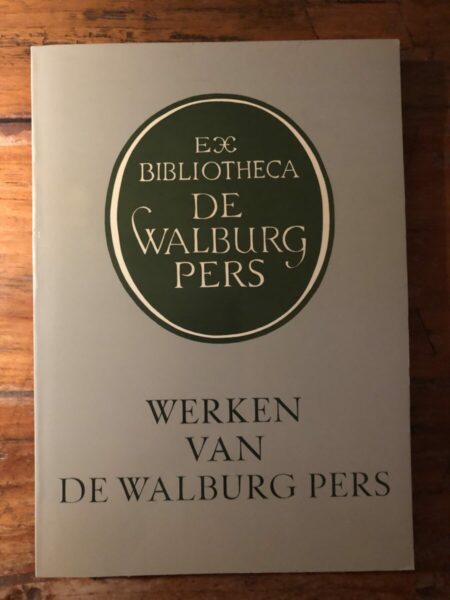 EX
BIBLIOTHECA
DE
WALBURG
PERS
WERKEN
VAN
DE WALBURG PERS